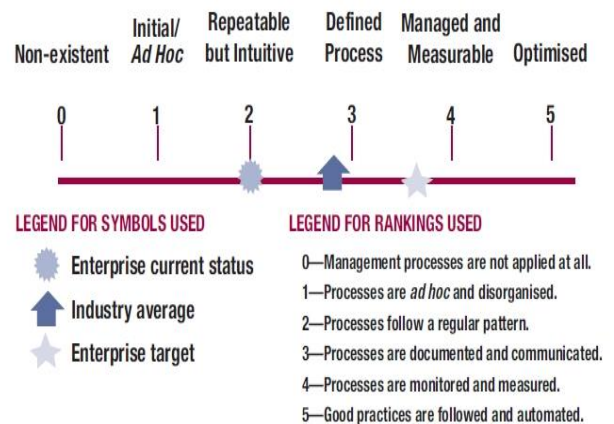 Non-existent
Initial/
Ad Hoc
Repeatable
but Intuitive
Defined
Process
Managed and
Measurable
Optimised
0 1 2 3 4 5
LEGEND FOR SYMBOLS USED
Enterprise current status
Industry average
Enterprise target
LEGEND FOR RANKINGS USED
0—Management processes are not applied at all.
1—Processes are ad hoc and disorganised.
2—Processes follow a regular pattern.
3—Processes are documented and communicated.
4—Processes are monitored and measured.
5—Good practices are followed and automated.